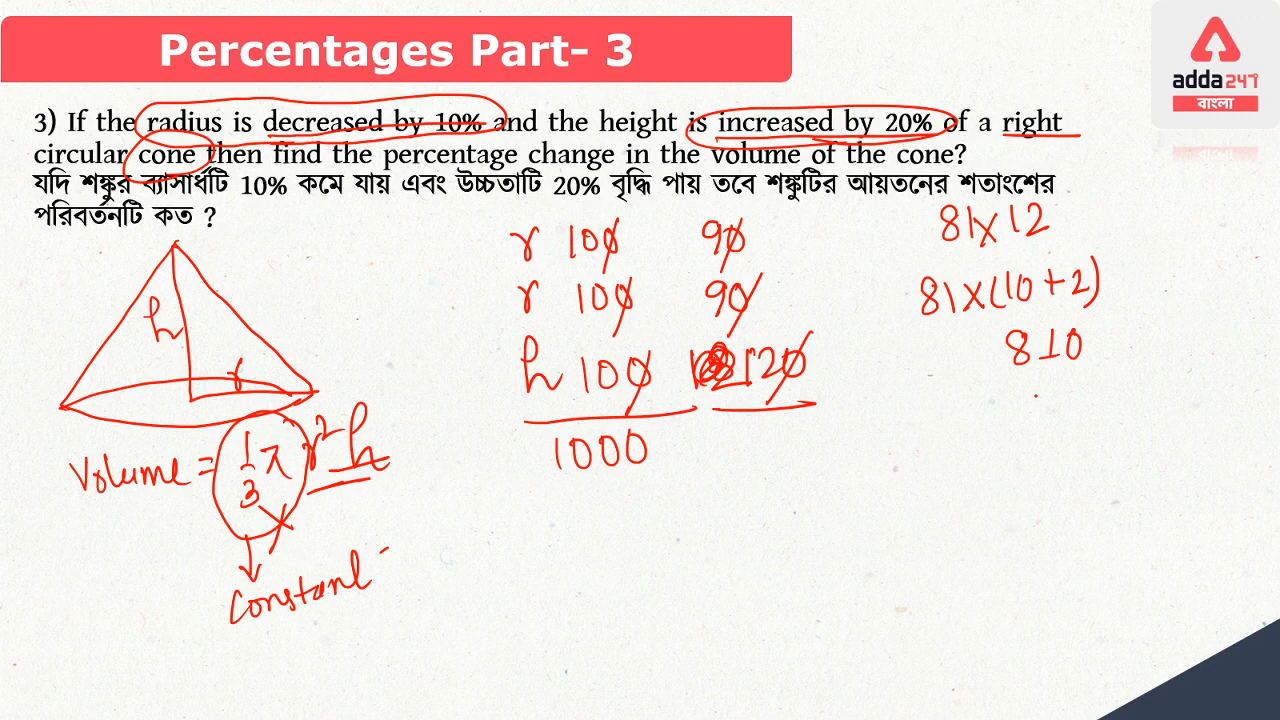 Percentages Part- 3
adda247
বাংলা
3) If the radius is decreased by 10% and the height is increased by 20% of a right
circular cone then find the percentage change in the volume of the cone?
যদি শঙ্কুর ব্যাসার্ধটি 10% কমে যায় এবং উচ্চতাটি 20% বৃদ্ধি পায় তবে শঙ্কুটির আয়তনের শতাংশের
পরিবর্তনটি কত ?
h
r
Volume = 1/3 π r² h
Constant
r 100 90
r 100 90
h 100 120
1000
81 x 12
81 x (10 + 2)
810